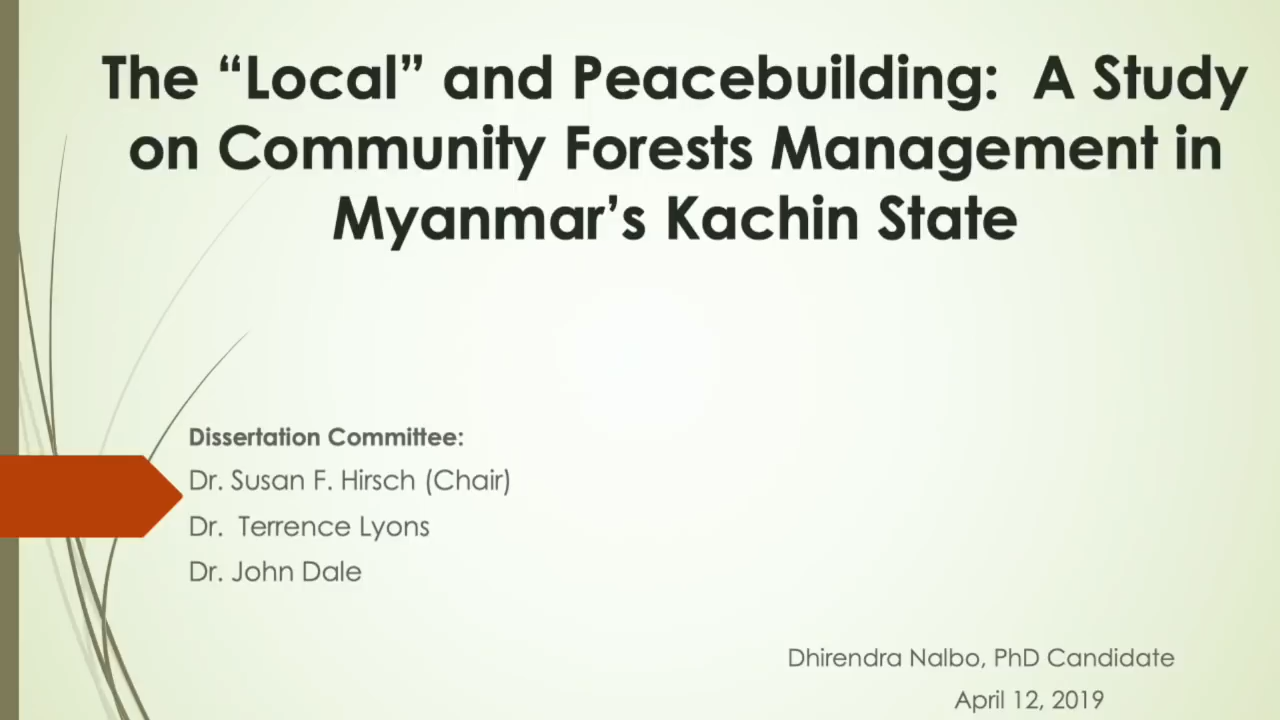 The “Local” and Peacebuilding:  A Study
on Community Forests Management in
Myanmar’s Kachin State
Dissertation Committee:
Dr. Susan F. Hirsch (Chair)
Dr.  Terrence Lyons
Dr. John Dale
Dhirendra Nalbo, PhD Candidate
April 12, 2019